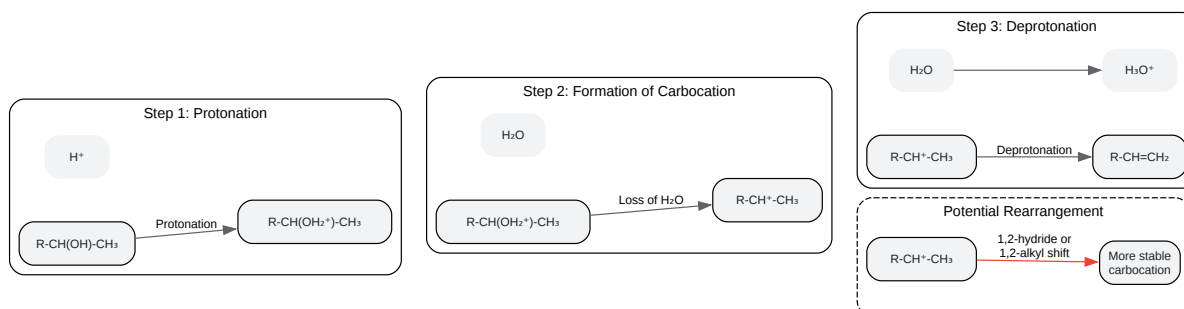 Step 1: Protonation
H⁺
Protonation
R-CH(OH)-CH₃
R-CH(OH₂⁺)-CH₃
Step 2: Formation of Carbocation
H₂O
Loss of H₂O
R-CH(OH₂⁺)-CH₃
R-CH⁺-CH₃
Step 3: Deprotonation
H₂O
H₃O⁺
Deprotonation
R-CH⁺-CH₃
R-CH=CH₂
Potential Rearrangement
1,2-hydride or
1,2-alkyl shift
R-CH⁺-CH₃
More stable
carbocation